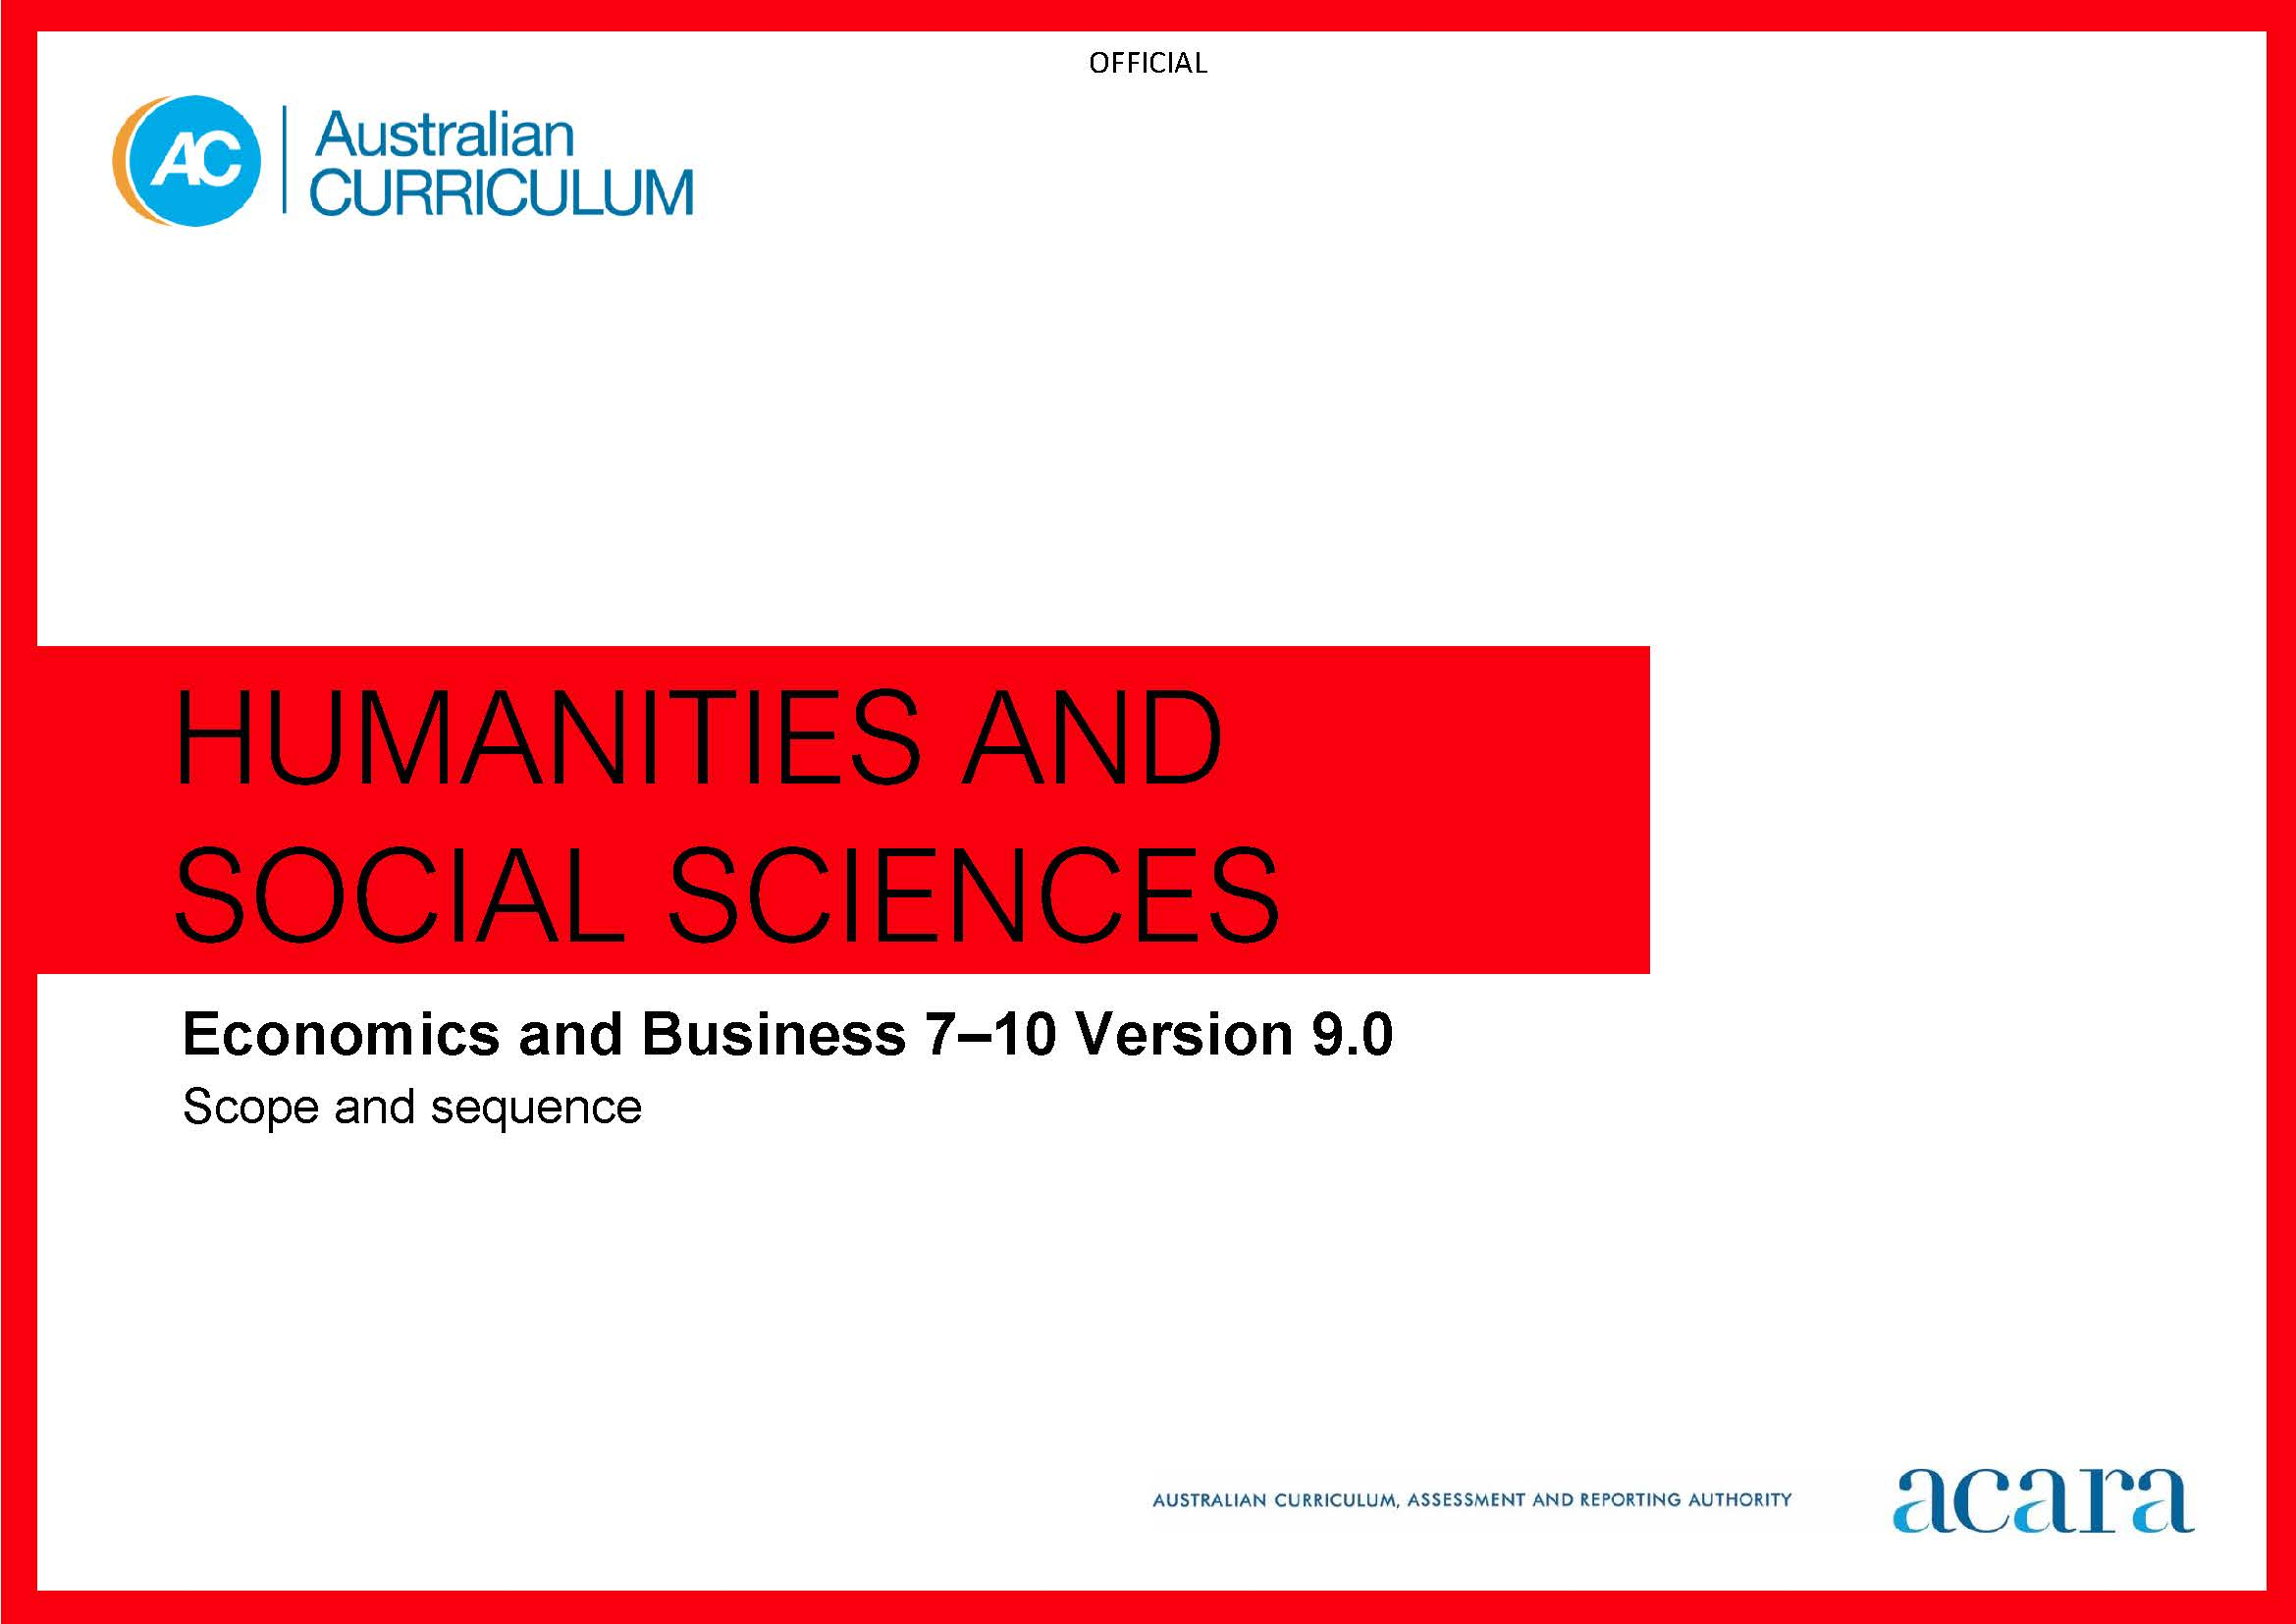 OFFICIAL
AC
Australian
CURRICULUM
HUMANITIES AND
SOCIAL SCIENCES
Economics and Business 7–10 Version 9.0
Scope and sequence
AUSTRALIAN CURRICULUM, ASSESSMENT AND REPORTING AUTHORITY
acara